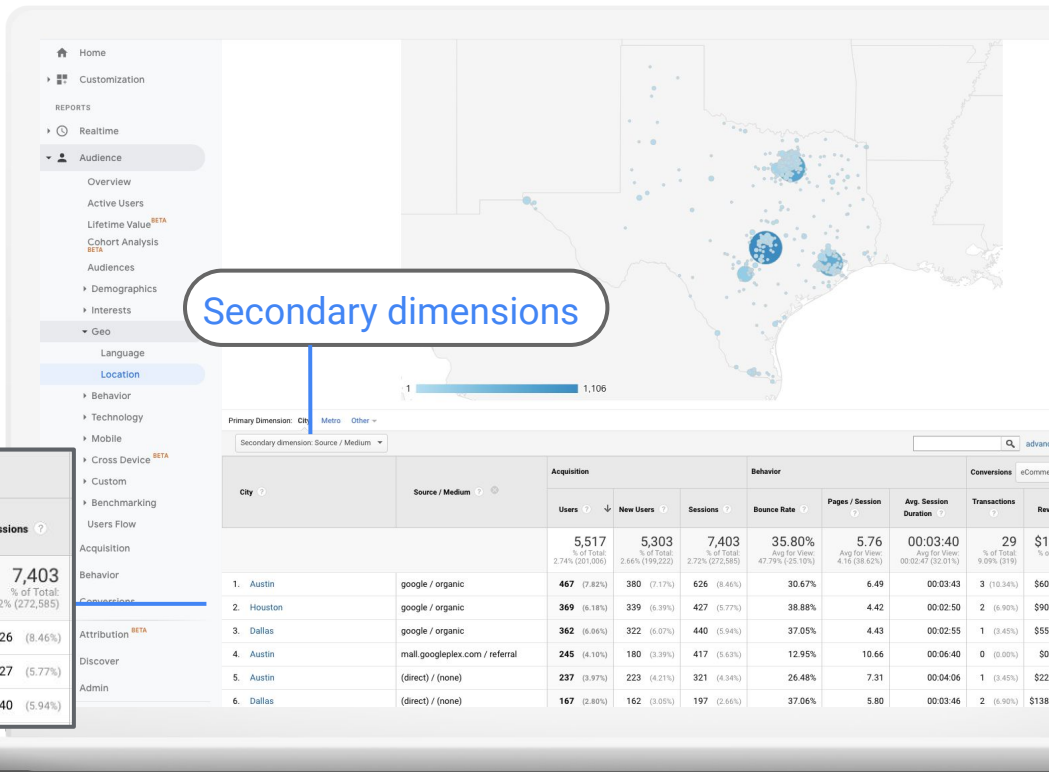 Home
Customization
REPORTS
Realtime
Audience
Overview
Active Users
Lifetime Value BETA
Cohort Analysis
BETA
Audiences
Demographics
Interests
Geo
Language
Location
Behavior
Technology
Mobile
Cross Device BETA
Custom
Benchmarking
Users Flow
Acquisition
Behavior
Conversions
Attribution BETA
Discover
Admin
Secondary dimensions
1 1,106
Primary Dimension: City Metro Other
Secondary dimension: Source / Medium
Acquisition Behavior Conversions
City ? Source / Medium ? Users ? New Users ? Sessions ? Bounce Rate ? Pages / Session ? Avg. Session Duration ? Transactions ?
5,517 5,303 7,403 35.80% 5.76 00:03:40 29
% of Total: % of Total: % of Total: Avg for View: Avg for View: Avg for View: % of Total:
2.74% (201,006) 2.66% (199,222) 2.72% (272,585) 47.79% (-25.10%) 4.16 (38.62%) 00:02:47 (32.01%) 9.09% (319)
1. Austin google / organic 467 (7.82%) 380 (7.17%) 626 (8.46%) 30.67% 6.49 00:03:43 3 (10.34%) $60
2. Houston google / organic 369 (6.18%) 339 (6.39%) 427 (5.77%) 38.88% 4.42 00:02:50 2 (6.90%) $90
3. Dallas google / organic 362 (6.06%) 322 (6.07%) 440 (5.94%) 37.05% 4.43 00:02:55 1 (3.45%) $55
4. Austin mall.googleplex.com / referral 245 (4.10%) 180 (3.39%) 417 (5.63%) 12.95% 10.66 00:06:40 0 (0.00%) $0
5. Austin (direct) / (none) 237 (3.97%) 223 (4.21%) 321 (4.34%) 26.48% 7.31 00:04:06 1 (3.45%) $22
6. Dallas (direct) / (none) 167 (2.80%) 162 (3.05%) 197 (2.66%) 37.06% 5.80 00:03:46 2 (6.90%) $138
ssions ?
7,403
% of Total:
2% (272,585)
26 (8.46%)
27 (5.77%)
40 (5.94%)